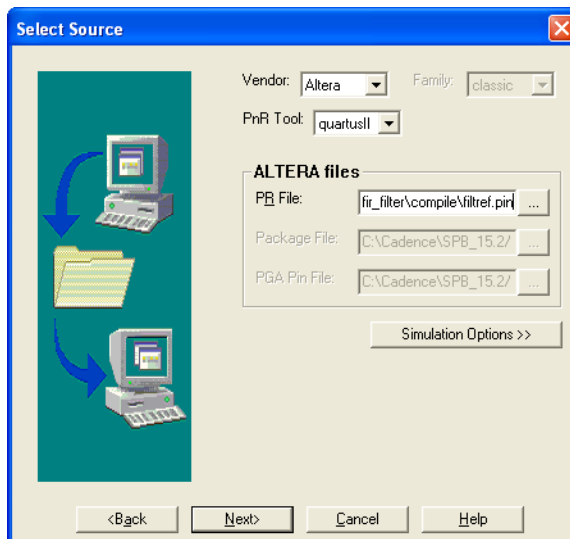 Select Source
Vendor: Altera Family: classic
PnR Tool: quartusII
ALTERA files
PR File: fir_filter\compile\filtref.pin ...
Package File: C:\Cadence\SPB_15.2/ ...
PGA Pin File: C:\Cadence\SPB_15.2/ ...
Simulation Options >>
<Back Next> Cancel Help